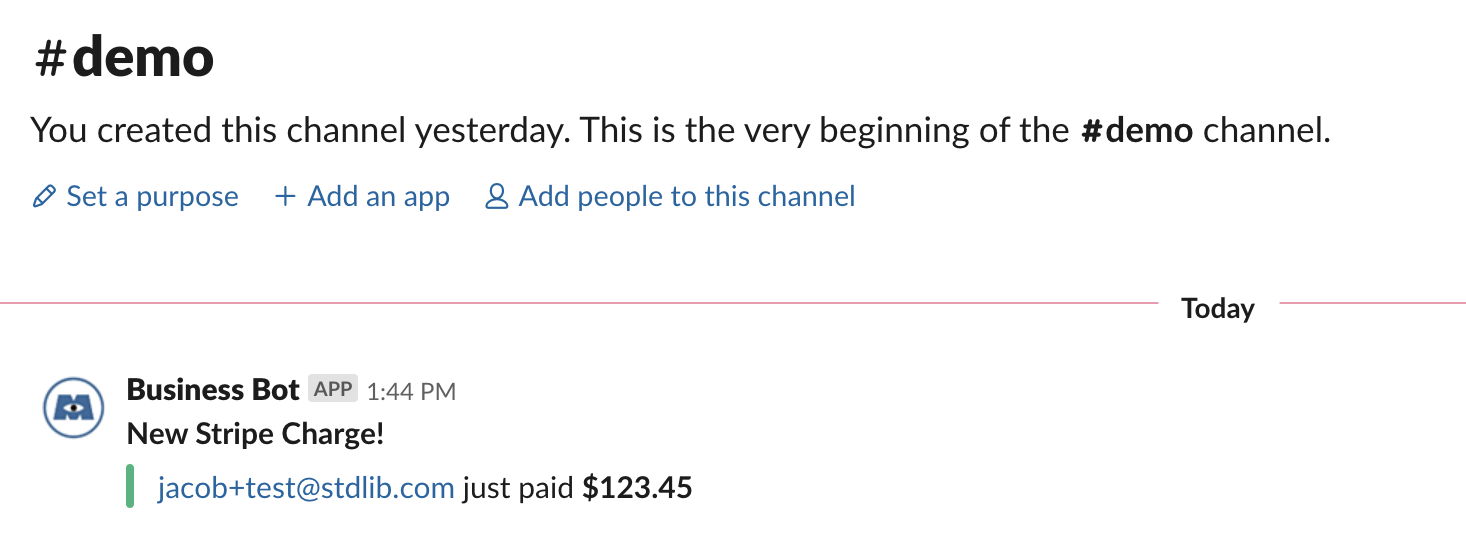 #demo
You created this channel yesterday. This is the very beginning of the #demo channel.
Set a purpose + Add an app Add people to this channel
Today
Business Bot APP 1:44 PM
New Stripe Charge!
jacob+test@stdlib.com just paid $123.45